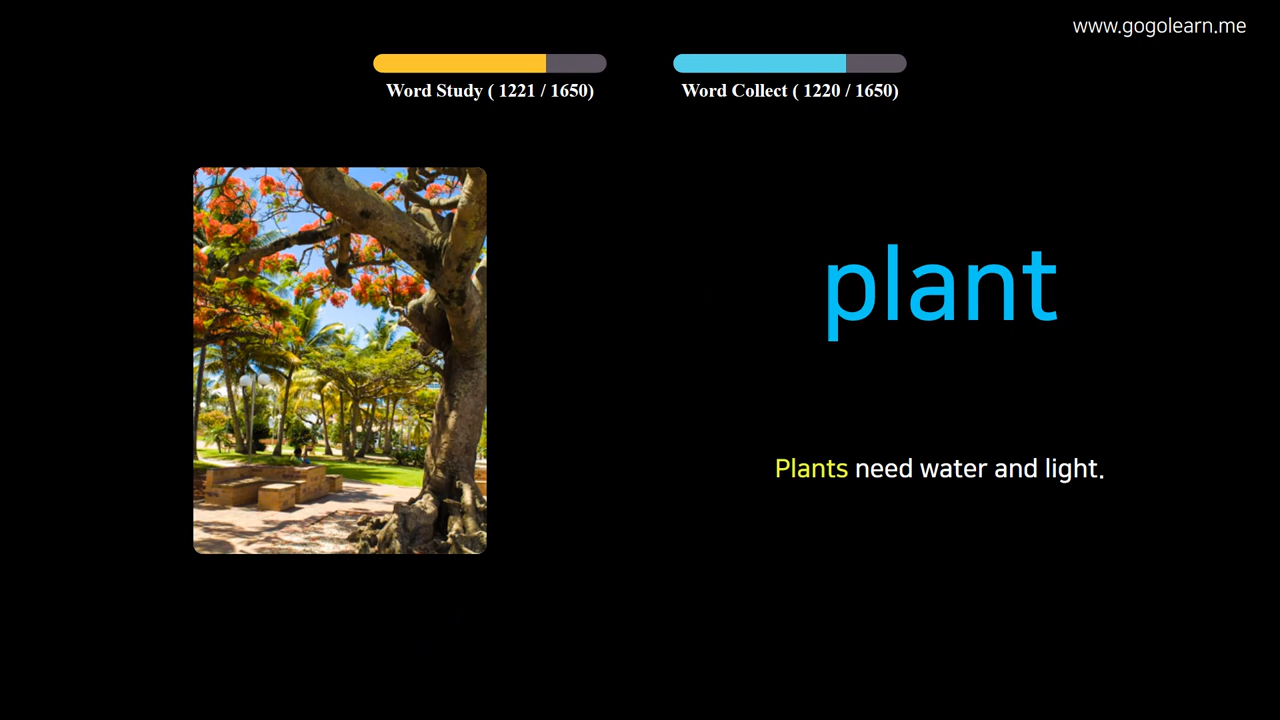 www.gogolearn.me
Word Study ( 1221 / 1650)
Word Collect ( 1220 / 1650)
plant
Plants need water and light.